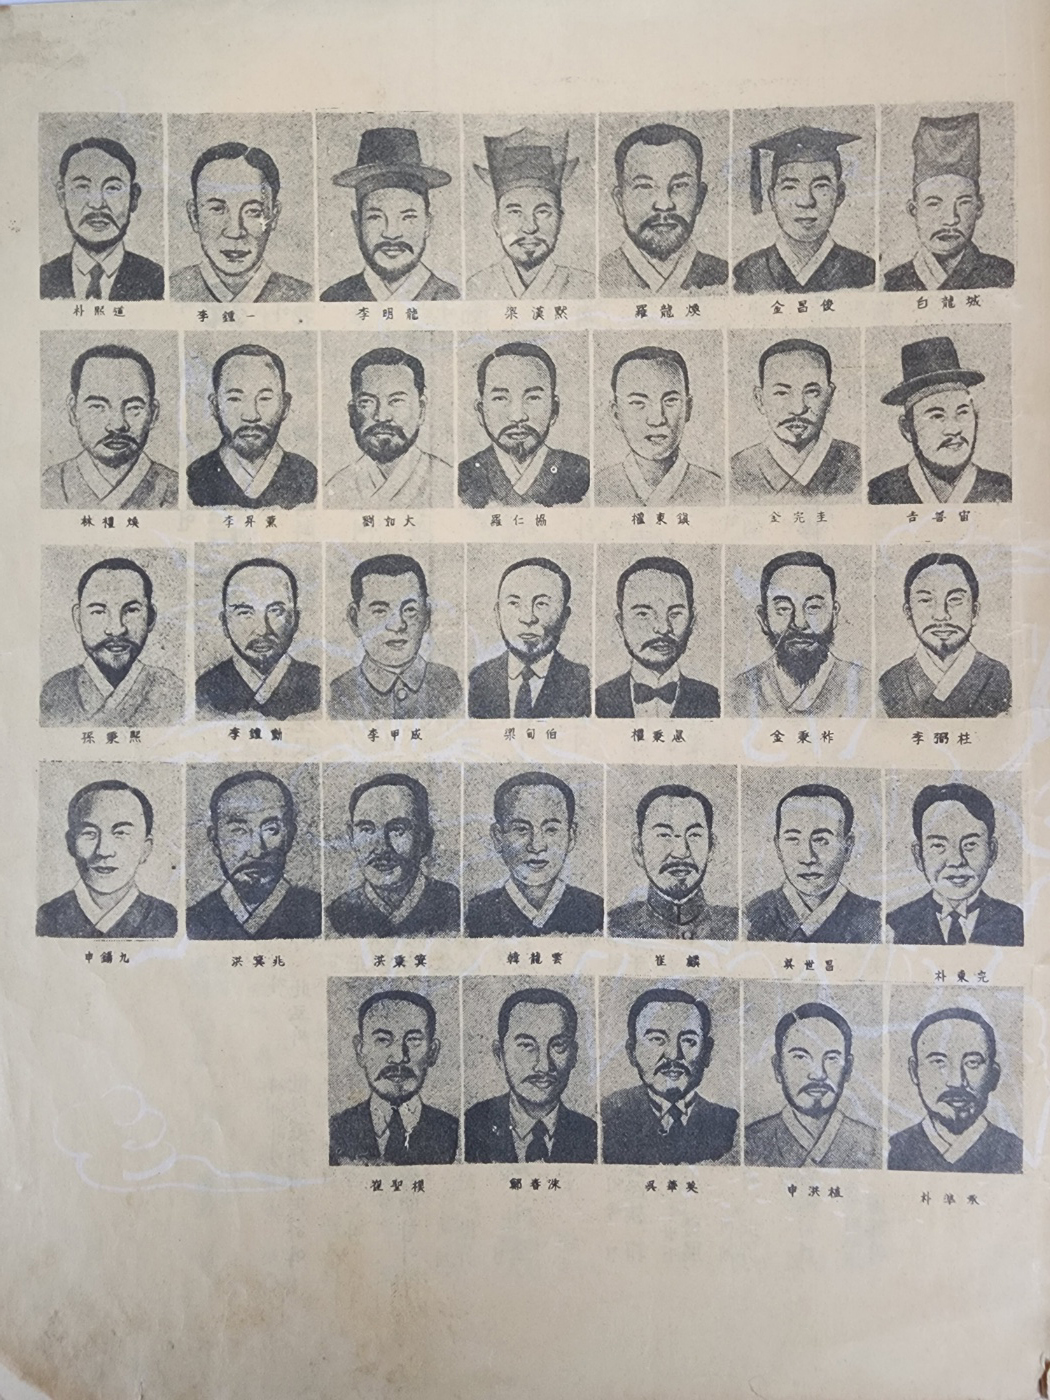 朴熙道 李鍾一 李明龍 梁漢默 羅龍煥 金昌俊 白龍城
林禮煥 李昇薰 劉如大 羅仁協 權東鎮 金完圭 吉善宙
孫秉熙 李鍾勳 李甲成 梁旬伯 權秉悳 金秉祚 李弼柱
申錫九 洪其兆 洪秉箕 韓龍雲 崔麟 吳世昌 朴東完
崔聖模 鄭春洙 吳華英 申洪植 朴準承